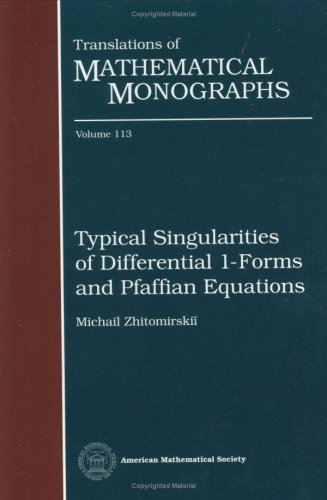 Translations of
MATHEMATICAL
MONOGRAPHS
Volume 113
Typical Singularities
of Differential 1-Forms
and Pfaffian Equations
Michail Zhitomirskiĭ
American Mathematical Society